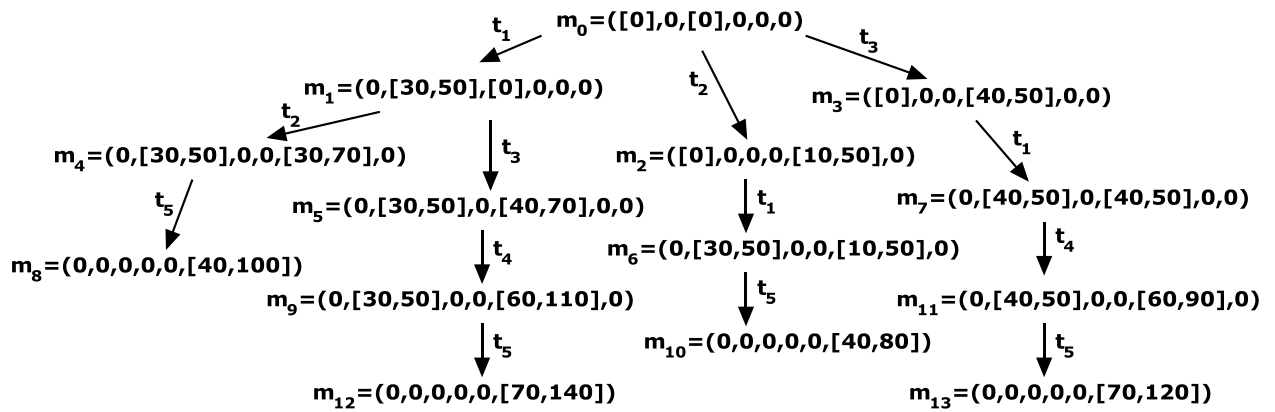 m0=([0],0,[0],0,0,0)
t1
t2
t3
m1=(0,[30,50],[0],0,0,0)
m3=([0],0,0,[40,50],0,0)
t2
t3
t1
m4=(0,[30,50],0,0,[30,70],0)
m2=([0],0,0,0,[10,50],0)
t5
t1
m5=(0,[30,50],0,[40,70],0,0)
m7=(0,[40,50],0,[40,50],0,0)
t4
t4
m6=(0,[30,50],0,0,[10,50],0)
m8=(0,0,0,0,0,[40,100])
t5
m9=(0,[30,50],0,0,[60,110],0)
m11=(0,[40,50],0,0,[60,90],0)
t5
t5
m10=(0,0,0,0,0,[40,80])
m12=(0,0,0,0,0,[70,140])
m13=(0,0,0,0,0,[70,120])